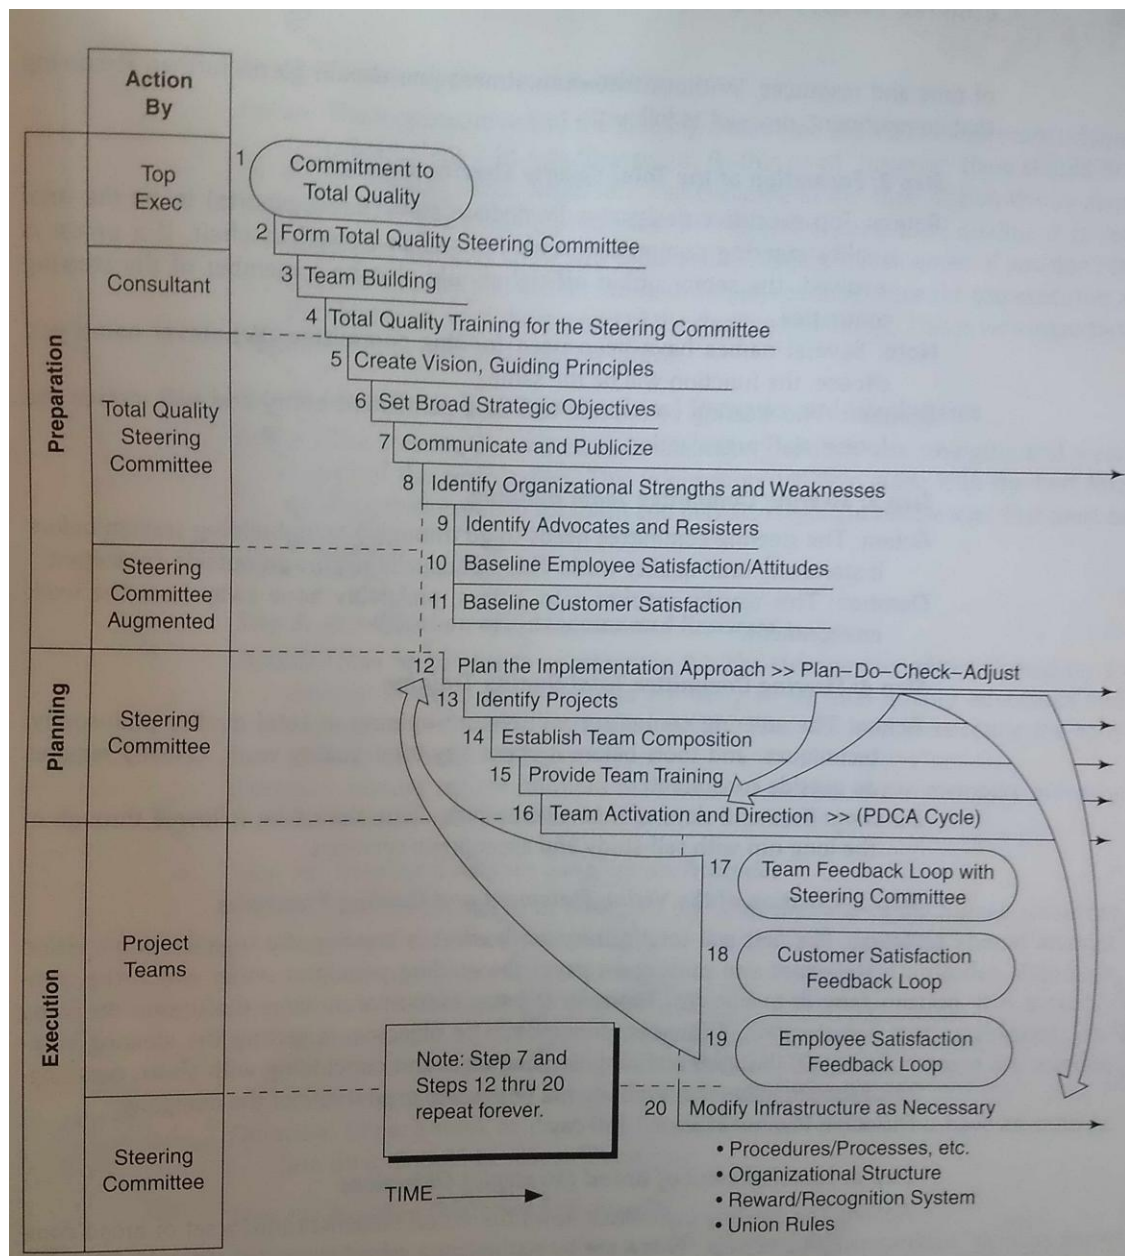 Action
By
Preparation
Top
Exec
1
Commitment to
Total Quality
2 Form Total Quality Steering Committee
Consultant
3 Team Building
4 Total Quality Training for the Steering Committee
Total Quality
Steering
Committee
5 Create Vision, Guiding Principles
6 Set Broad Strategic Objectives
7 Communicate and Publicize
8 Identify Organizational Strengths and Weaknesses
9 Identify Advocates and Resisters
Steering
Committee
Augmented
10 Baseline Employee Satisfaction/Attitudes
11 Baseline Customer Satisfaction
Planning
Steering
Committee
12 Plan the Implementation Approach >> Plan–Do–Check–Adjust
13 Identify Projects
14 Establish Team Composition
15 Provide Team Training
16 Team Activation and Direction >> (PDCA Cycle)
Execution
Project
Teams
17 Team Feedback Loop with
Steering Committee
18 Customer Satisfaction
Feedback Loop
19 Employee Satisfaction
Feedback Loop
Note: Step 7 and
Steps 12 thru 20
repeat forever.
Steering
Committee
20 Modify Infrastructure as Necessary
• Procedures/Processes, etc.
• Organizational Structure
• Reward/Recognition System
• Union Rules
TIME